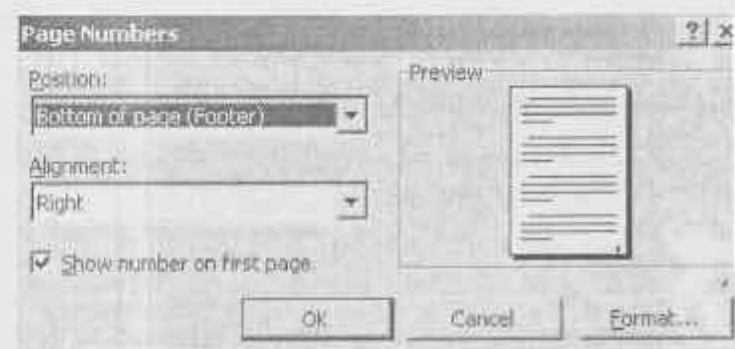 Page Numbers
Position:
Bottom of page (Footer)
Alignment:
Right
Show number on first page
Preview
OK
Cancel
Format...